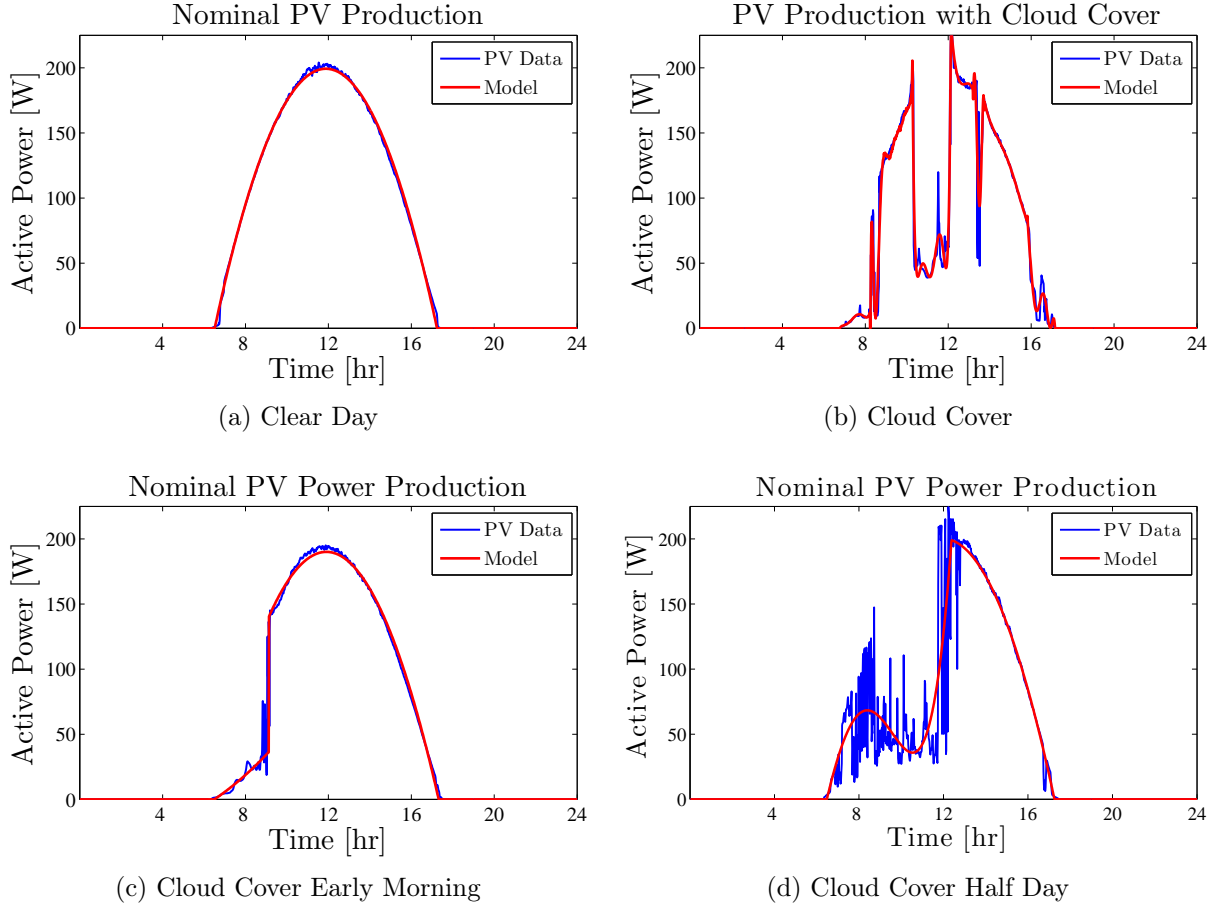 Nominal PV Production
PV Data
Model
Active Power [W]
200
150
100
50
0
4 8 12 16 20 24
Time [hr]
(a) Clear Day
PV Production with Cloud Cover
PV Data
Model
Active Power [W]
200
150
100
50
0
4 8 12 16 20 24
Time [hr]
(b) Cloud Cover
Nominal PV Power Production
PV Data
Model
Active Power [W]
200
150
100
50
0
4 8 12 16 20 24
Time [hr]
(c) Cloud Cover Early Morning
Nominal PV Power Production
PV Data
Model
Active Power [W]
200
150
100
50
0
4 8 12 16 20 24
Time [hr]
(d) Cloud Cover Half Day